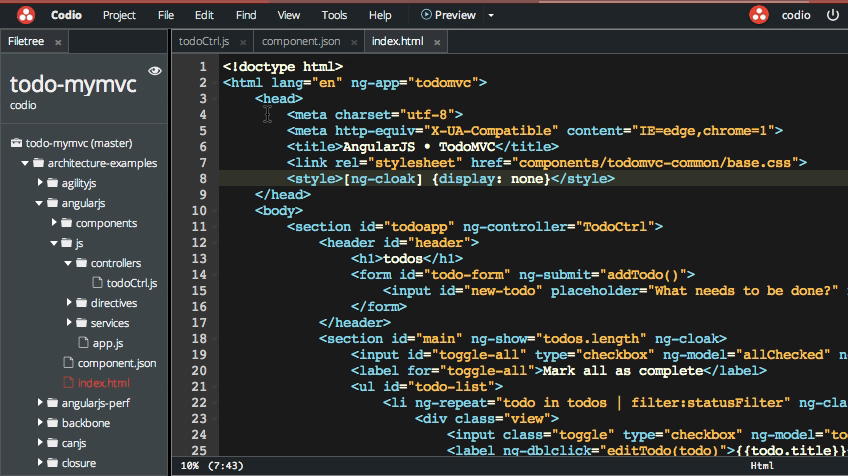 Codio Project File Edit Find View Tools Help Preview codio
Filetree × todoCtrl.js × component.json × index.html ×
todo-mymvc
codio
todo-mymvc (master)
architecture-examples
agilityjs
angularjs
components
js
controllers
todoCtrl.js
directives
services
app.js
component.json
index.html
angularjs-perf
backbone
canjs
closure
1 <!doctype html>
2 <html lang="en" ng-app="todomvc">
3 <head>
4 <meta charset="utf-8">
5 <meta http-equiv="X-UA-Compatible" content="IE=edge,chrome=1">
6 <title>AngularJS • TodoMVC</title>
7 <link rel="stylesheet" href="components/todomvc-common/base.css">
8 <style>[ng-cloak] {display: none}</style>
9 </head>
10 <body>
11 <section id="todoapp" ng-controller="TodoCtrl">
12 <header id="header">
13 <h1>todos</h1>
14 <form id="todo-form" ng-submit="addTodo()">
15 <input id="new-todo" placeholder="What needs to be done?"
16 </form>
17 </header>
18 <section id="main" ng-show="todos.length" ng-cloak>
19 <input id="toggle-all" type="checkbox" ng-model="allChecked" n
20 <label for="toggle-all">Mark all as complete</label>
21 <ul id="todo-list">
22 <li ng-repeat="todo in todos | filter:statusFilter" ng-cla
23 <div class="view">
24 <input class="toggle" type="checkbox" ng-model="to
25 <label ng-dblclick="editTodo(todo)">{{todo.title}}
10% (7:43) Html